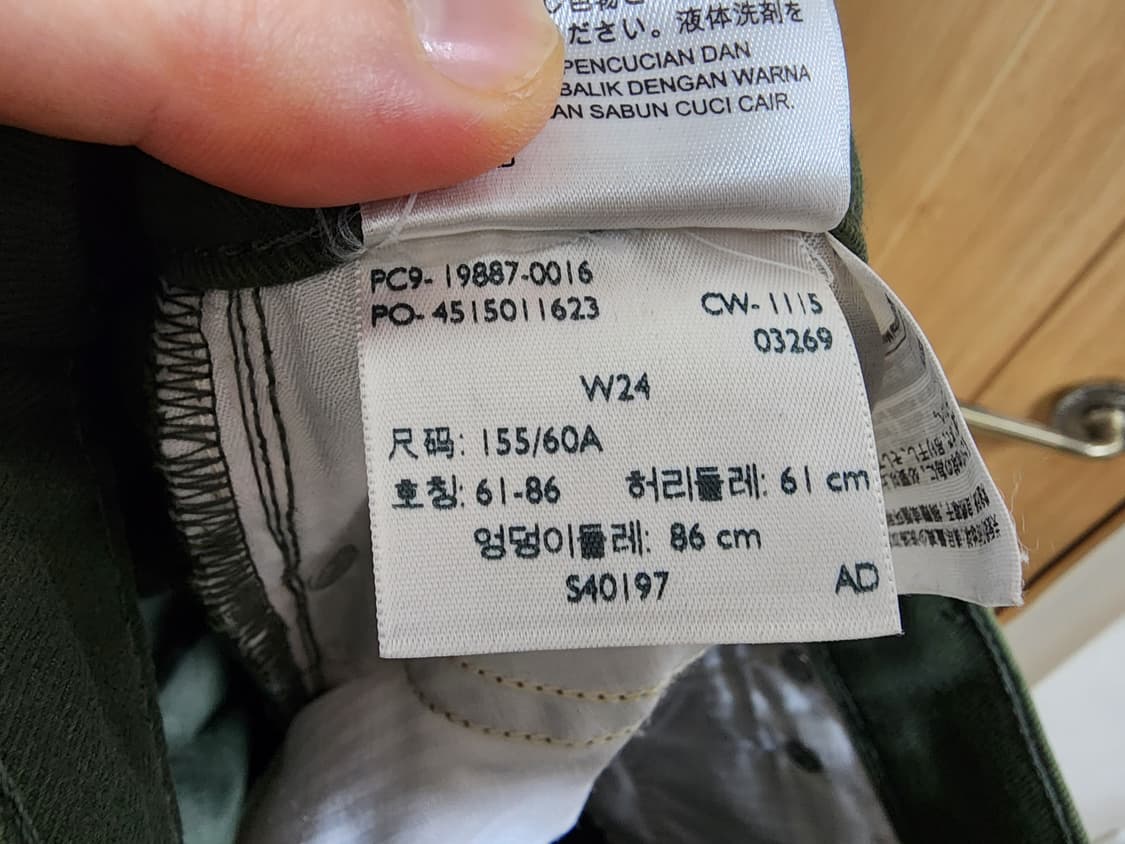 ださい。液体洗剤を
PENCUCIAN DAN
BALIK DENGAN WARNA
AN SABUN CUCI CAIR.
PC9- 19887-0016
PO- 4515011623 CW- 1115
03269
W24
尺码: 155/60A
호칭: 61-86 허리둘레: 61 cm
엉덩이둘레: 86 cm
S40197 AD